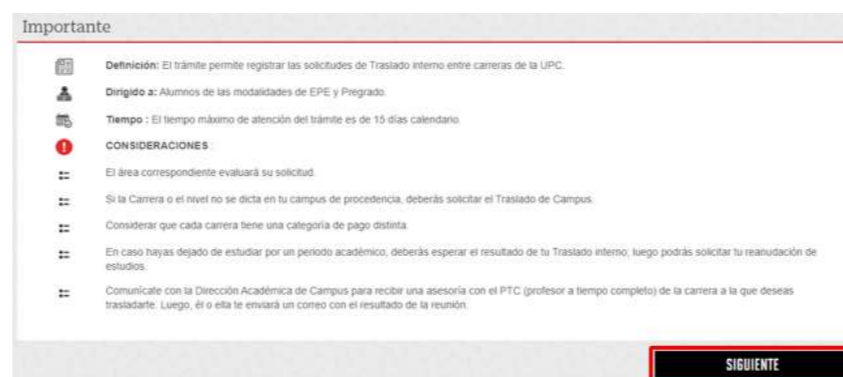 Importante
Definición: El trámite permite registrar las solicitudes de Traslado interno entre carreras de la UPC.
Dirigido a: Alumnos de las modalidades de EPE y Pregrado.
Tiempo : El tiempo máximo de atención del trámite es de 15 días calendario.
CONSIDERACIONES
El área correspondiente evaluará su solicitud.
Si la Carrera o el nivel no se dicta en tu campus de procedencia, deberás solicitar el Traslado de Campus.
Considerar que cada carrera tiene una categoría de pago distinta.
En caso hayas dejado de estudiar por un periodo académico, deberás esperar el resultado de tu Traslado interno; luego podrás solicitar tu reanudación de
estudios.
Comunícate con la Dirección Académica de Campus para recibir una asesoría con el PTC (profesor a tiempo completo) de la carrera a la que deseas
trasladarte. Luego, él o ella te enviará un correo con el resultado de la reunión.
SIGUIENTE